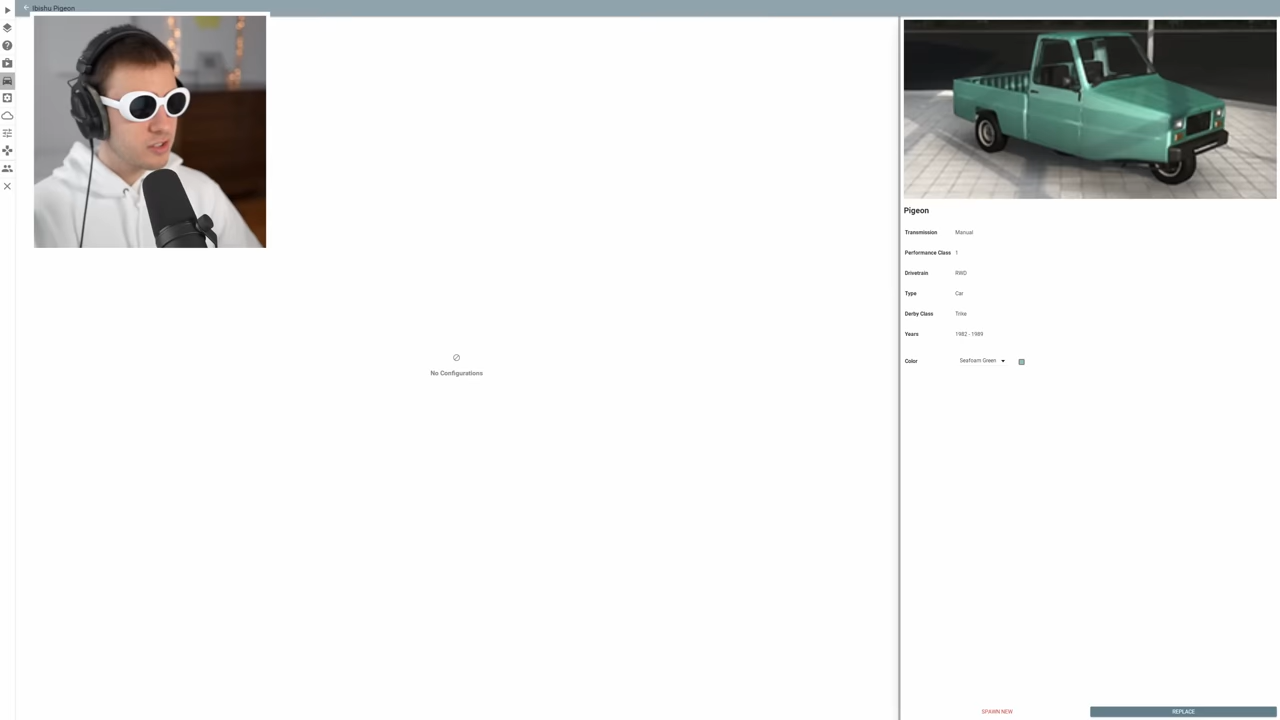 Ibishu Pigeon
No Configurations
Pigeon
Transmission Manual
Performance Class 1
Drivetrain RWD
Type Car
Derby Class Trike
Years 1982 - 1989
Color Seafoam Green
SPAWN NEW
REPLACE